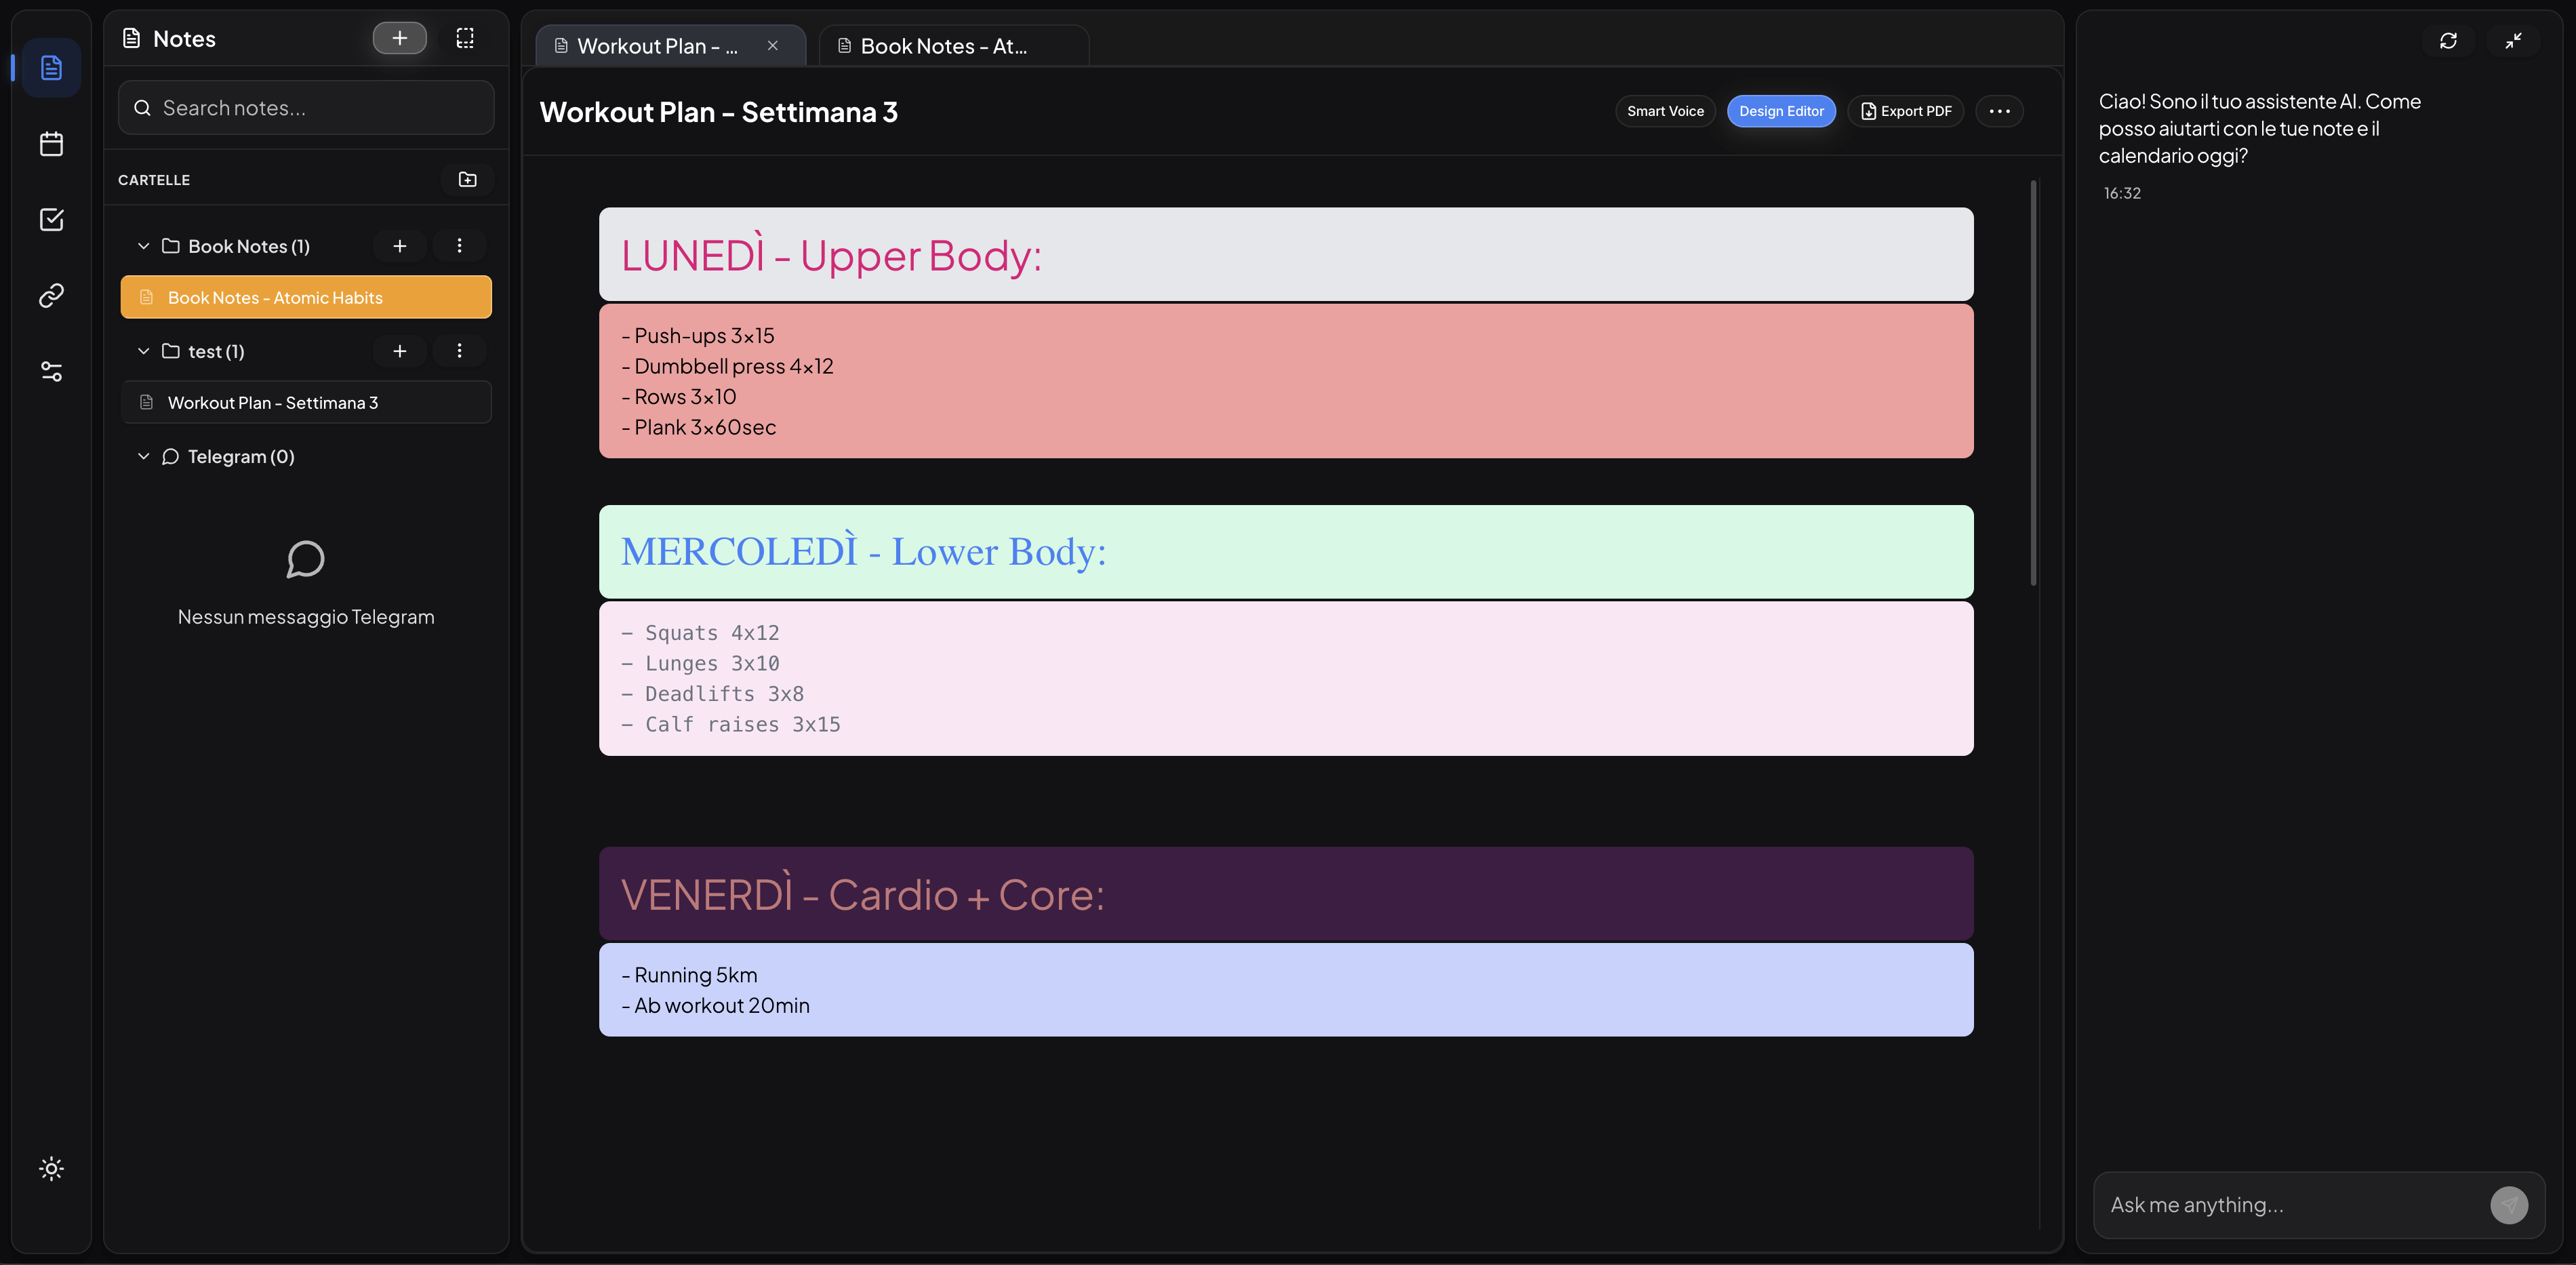 Notes
Search notes...
CARTELLE
Book Notes (1)
Book Notes - Atomic Habits
test (1)
Workout Plan - Settimana 3
Telegram (0)
Nessun messaggio Telegram
Workout Plan - ...
Book Notes - At...
Workout Plan - Settimana 3
Smart Voice
Design Editor
Export PDF
LUNEDÌ - Upper Body:
- Push-ups 3x15
- Dumbbell press 4x12
- Rows 3x10
- Plank 3x60sec
MERCOLEDÌ - Lower Body:
- Squats 4x12
- Lunges 3x10
- Deadlifts 3x8
- Calf raises 3x15
VENERDÌ - Cardio + Core:
- Running 5km
- Ab workout 20min
Ciao! Sono il tuo assistente AI. Come
posso aiutarti con le tue note e il
calendario oggi?
16:32
Ask me anything...